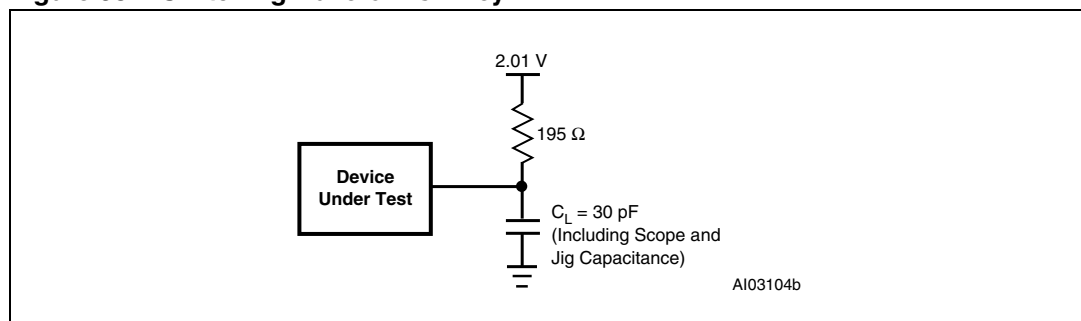 2.01 V
195 Ω
Device
Under Test
C_L = 30 pF
(Including Scope and
Jig Capacitance)
AI03104b